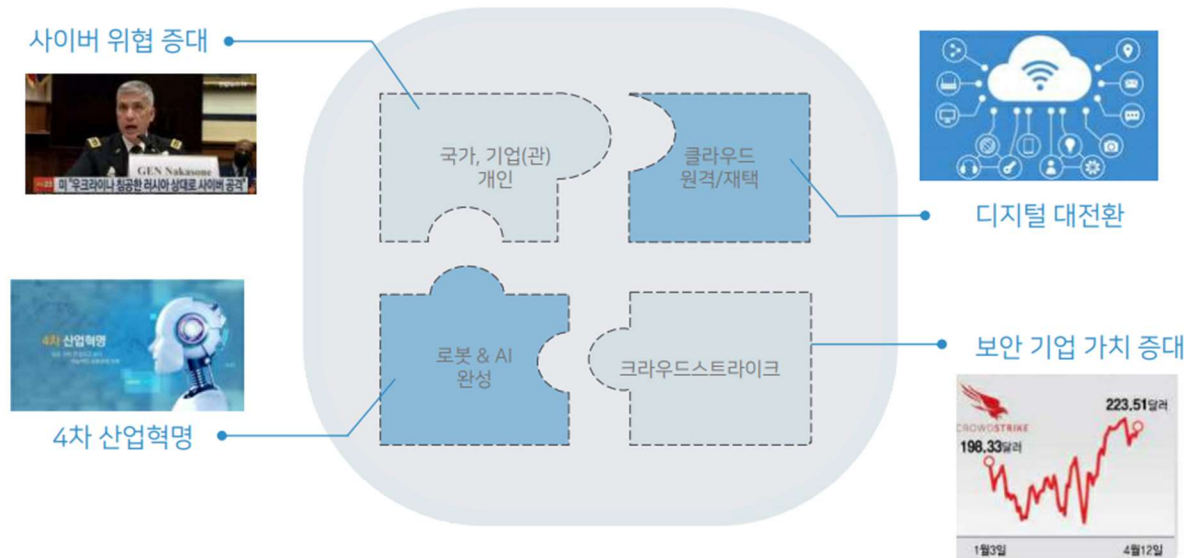 사이버 위협 증대
GEN Nakasone
미 "우크라이나 침공한 러시아 상대로 사이버 공격"
국가, 기업(관)
개인
클라우드
원격/재택
디지털 대전환
4차 산업혁명
4차 산업혁명
로봇 & AI
완성
크라우드스트라이크
보안 기업 가치 증대
CROWDSTRIKE
223.51달러
198.33달러
1월3일
4월12일